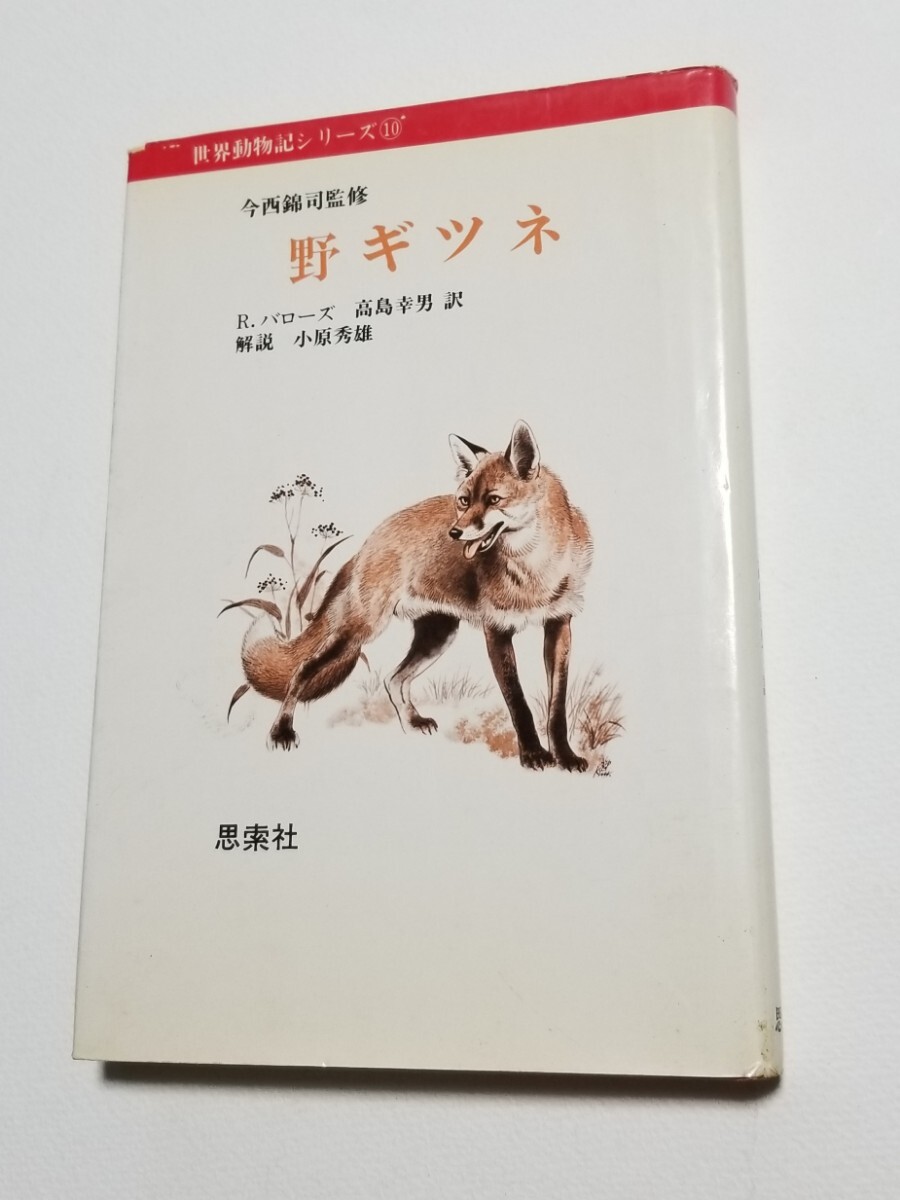 世界動物記シリーズ⑩
今西錦司監修
野ギツネ
R.バローズ 高島幸男 訳
解説 小原秀雄
思索社